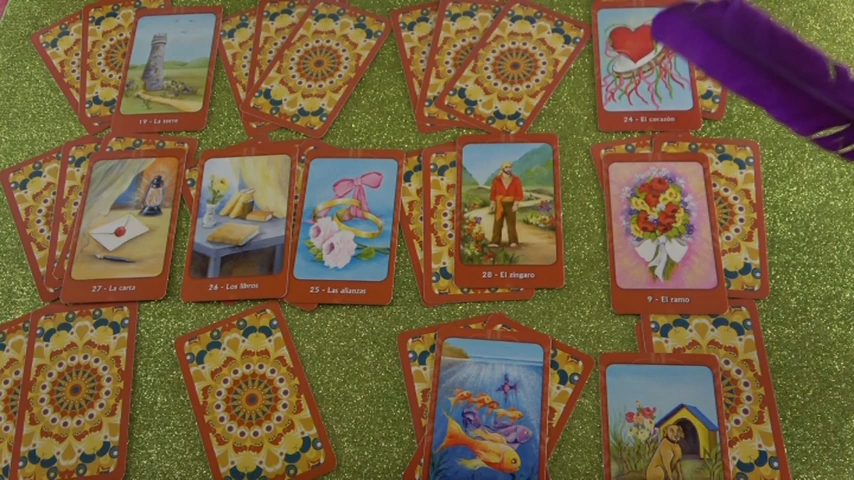 19 - La torre
24 - El corazón
27 - La carta
26 - Los libros
25 - Las alianzas
28 - El zíngaro
9 - El ramo